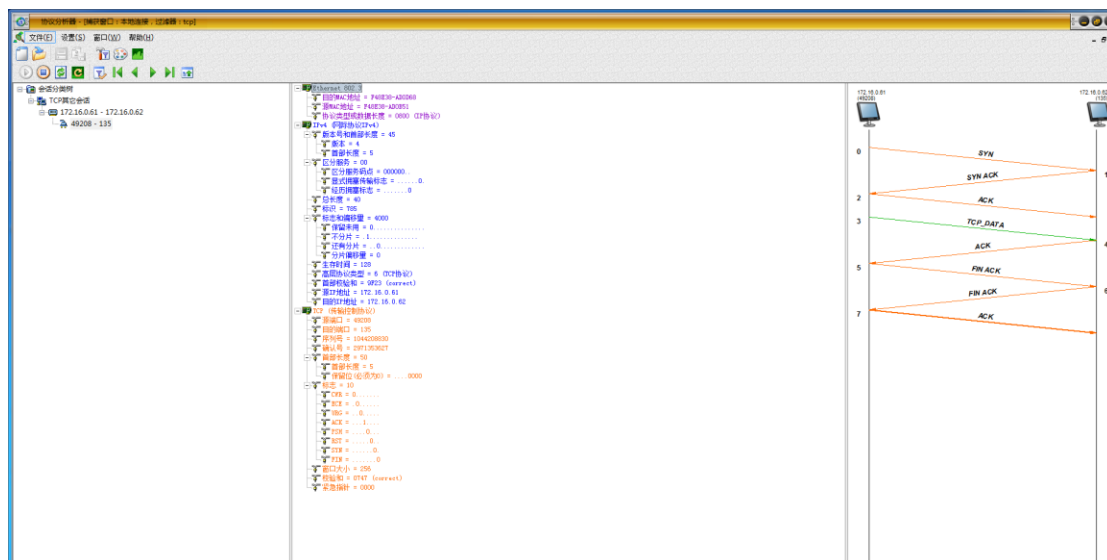 协议分析器 - [捕获窗口：本地连接，过滤器：tcp]
文件(F) 设置(S) 窗口(W) 帮助(H)
会话分类树
TCP其它会话
172.16.0.61 - 172.16.0.62
49208 - 135
Ethernet 802.3
目的MAC地址 =
源MAC地址 =
协议类型或数据长度 = 0800 (IP协议)
IPv4 (网际协议IPv4)
版本号和首部长度 = 45
版本 = 4
首部长度 = 5
区分服务 = 00
区分服务码点 = 000000..
显式拥塞传输标志 = ......0.
经历拥塞标志 = .......0
总长度 = 40
标识 = 785
标志和偏移量 = 4000
保留未用 = 0...............
不分片 = .1..............
还有分片 = ..0.............
分片偏移量 = 0
生存时间 = 128
高层协议类型 = 6 (TCP协议)
首部校验和 = 9F23 (correct)
源IP地址 = 172.16.0.61
目的IP地址 = 172.16.0.62
TCP (传输控制协议)
源端口 = 49208
目的端口 = 135
序列号 =
确认号 =
首部长度 = 50
首部长度 = 5
保留位(必须为0) = ....0000
标志 = 10
CWR = 0.......
ECE = .0......
URG = ..0.....
ACK = ...1....
RST = .....0..
SYN = ......0.
FIN = .......0
窗口大小 = 256
校验和 = (correct)
紧急指针 = 0000
172.16.0.61
(49208)
172.16.0.62
(135)
0
SYN
1
SYN ACK
2
ACK
3
TCP_DATA
4
ACK
5
FIN ACK
6
FIN ACK
7
ACK